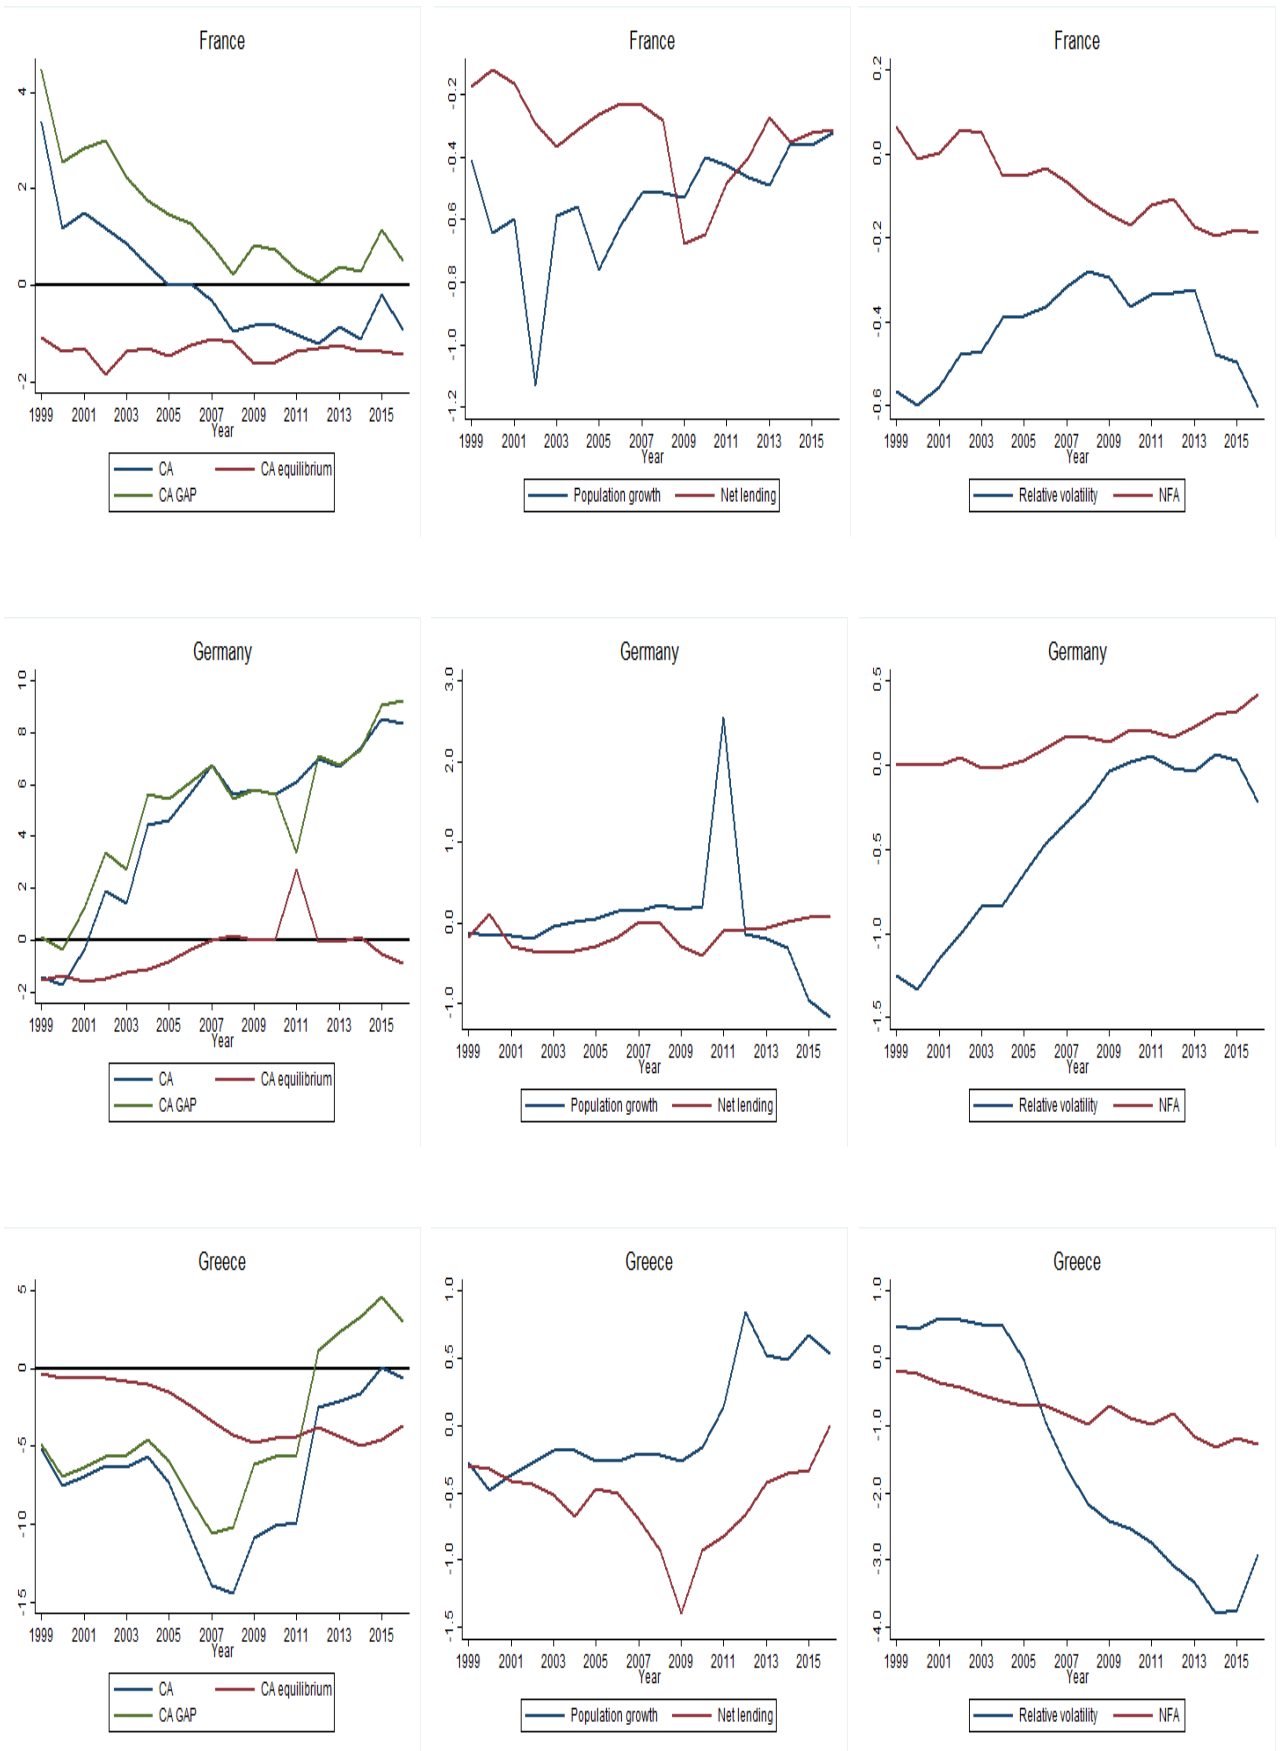 France
4
2
0
-2
1999 2001 2003 2005 2007 2009 2011 2013 2015
Year
CA CA equilibrium
CA GAP
France
-0.2
-0.4
-0.6
-0.8
-1.0
-1.2
1999 2001 2003 2005 2007 2009 2011 2013 2015
Year
Population growth Net lending
France
0.2
0.0
-0.2
-0.4
-0.6
1999 2001 2003 2005 2007 2009 2011 2013 2015
Year
Relative volatility NFA
Germany
10
8
6
4
2
0
-2
1999 2001 2003 2005 2007 2009 2011 2013 2015
Year
CA CA equilibrium
CA GAP
Germany
3.0
2.0
1.0
0.0
-1.0
1999 2001 2003 2005 2007 2009 2011 2013 2015
Year
Population growth Net lending
Germany
0.5
0.0
-0.5
-1.0
-1.5
1999 2001 2003 2005 2007 2009 2011 2013 2015
Year
Relative volatility NFA
Greece
5
0
-5
-10
-15
1999 2001 2003 2005 2007 2009 2011 2013 2015
Year
CA CA equilibrium
CA GAP
Greece
1.0
0.5
0.0
-0.5
-1.0
-1.5
1999 2001 2003 2005 2007 2009 2011 2013 2015
Year
Population growth Net lending
Greece
1.0
0.0
-1.0
-2.0
-3.0
-4.0
1999 2001 2003 2005 2007 2009 2011 2013 2015
Year
Relative volatility NFA